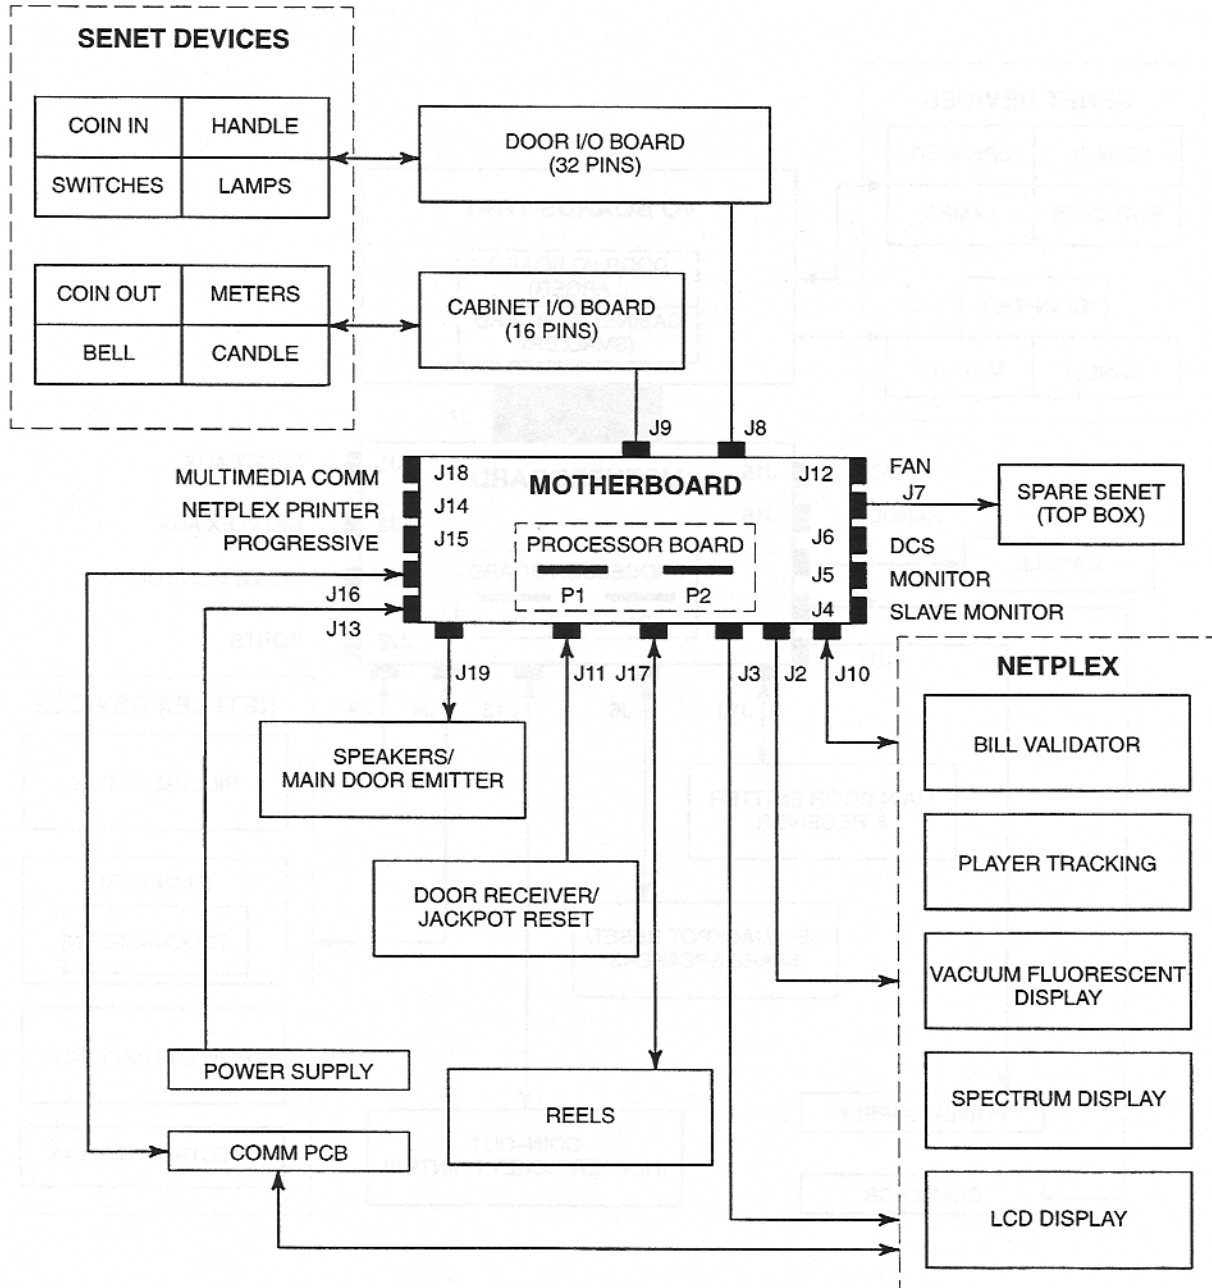 SENET DEVICES
COIN IN
HANDLE
SWITCHES
LAMPS
DOOR I/O BOARD
(32 PINS)
COIN OUT
METERS
BELL
CANDLE
CABINET I/O BOARD
(16 PINS)
J9
J8
MULTIMEDIA COMM
NETPLEX PRINTER
PROGRESSIVE
J16
J13
J18
J14
J15
MOTHERBOARD
PROCESSOR BOARD
P1
P2
J12
J6
J5
J4
FAN
J7
DCS
MONITOR
SLAVE MONITOR
SPARE SENET
(TOP BOX)
J19
J11
J17
J3
J2
J10
SPEAKERS/
MAIN DOOR EMITTER
DOOR RECEIVER/
JACKPOT RESET
POWER SUPPLY
COMM PCB
REELS
NETPLEX
BILL VALIDATOR
PLAYER TRACKING
VACUUM FLUORESCENT
DISPLAY
SPECTRUM DISPLAY
LCD DISPLAY